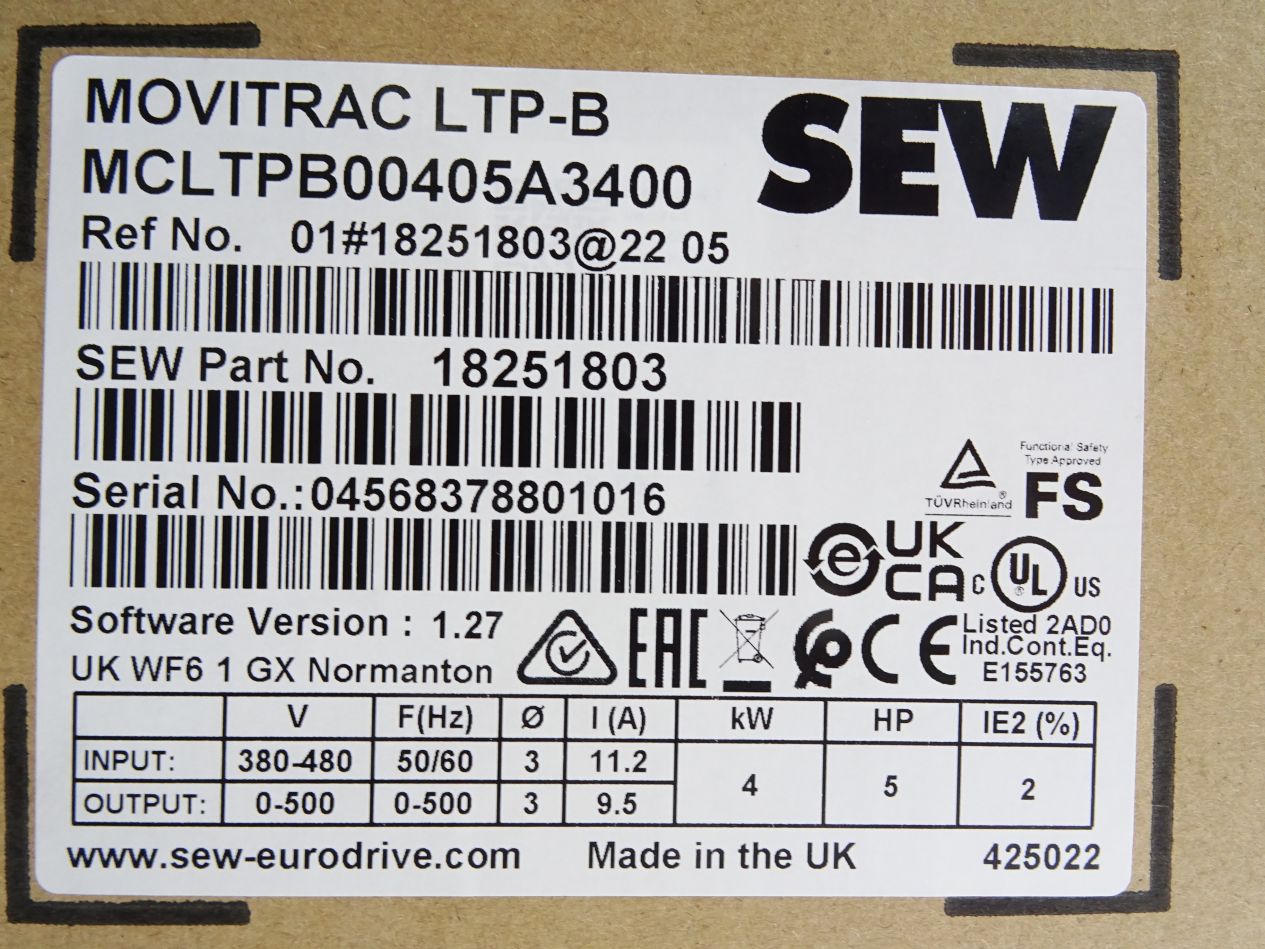 MOVITRAC LTP-B
SEW
MCLTPB00405A3400
Ref No. 01#18251803@22 05
SEW Part No. 18251803
Functional Safety
Type Approved
TÜVRheinland ® FS
Serial No.:04568378801016
e UK
CA
C UL ® US
Software Version : 1.27
EAC CE
Listed 2AD0
Ind.Cont.Eq.
E155763
UK WF6 1 GX Normanton
V F(Hz) Ø I (A) kW HP IE2 (%)
INPUT: 380-480 50/60 3 11.2 4 5 2
OUTPUT: 0-500 0-500 3 9.5
www.sew-eurodrive.com Made in the UK 425022